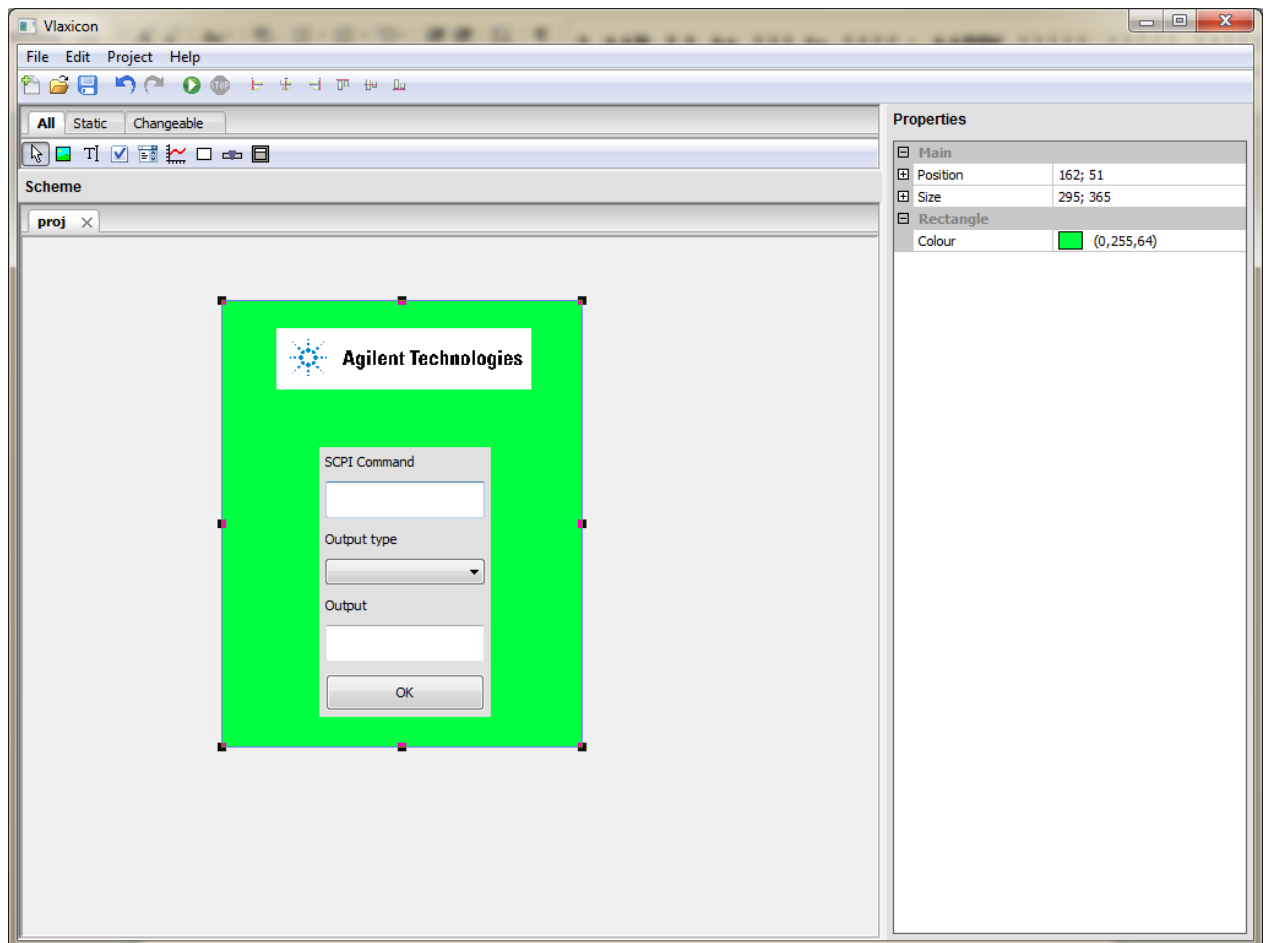 Vlaxicon
File Edit Project Help
STOP
All Static Changeable
Scheme
proj
Agilent Technologies
SCPI Command
Output type
Output
OK
Properties
Main
Position 162; 51
Size 295; 365
Rectangle
Colour (0,255,64)